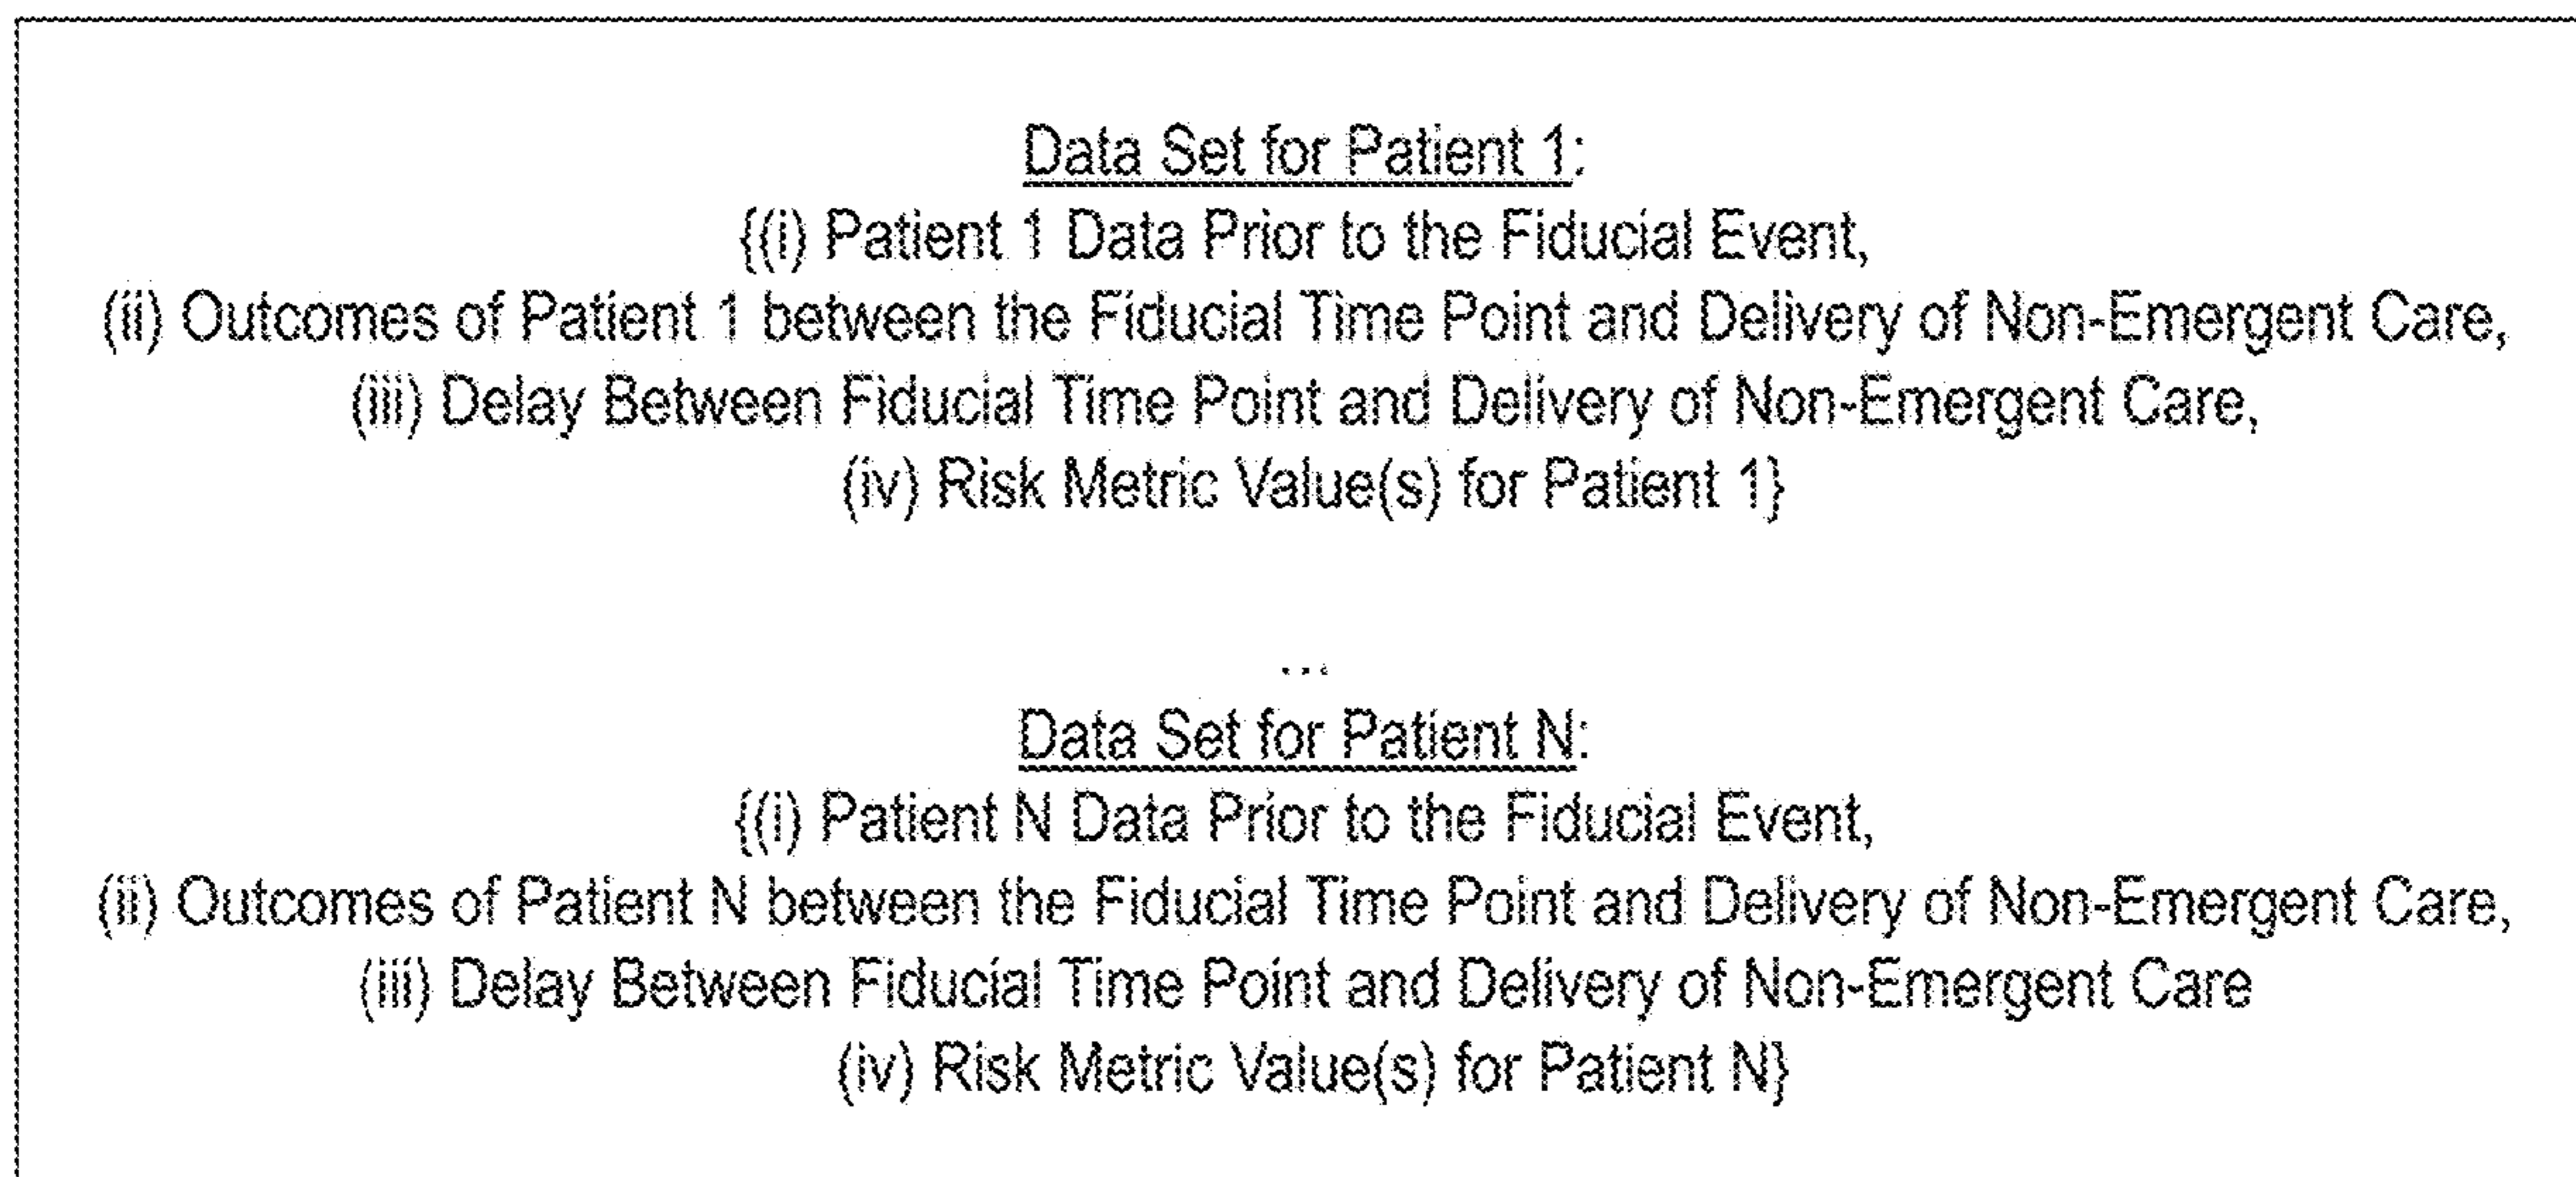 Data Set for Patient 1:
{(i) Patient 1 Data Prior to the Fiducial Event,
(ii) Outcomes of Patient 1 between the Fiducial Time Point and Delivery of Non-Emergent Care,
(iii) Delay Between Fiducial Time Point and Delivery of Non-Emergent Care,
(iv) Risk Metric Value(s) for Patient 1}
...
Data Set for Patient N:
{(i) Patient N Data Prior to the Fiducial Event,
(ii) Outcomes of Patient N between the Fiducial Time Point and Delivery of Non-Emergent Care,
(iii) Delay Between Fiducial Time Point and Delivery of Non-Emergent Care
(iv) Risk Metric Value(s) for Patient N}